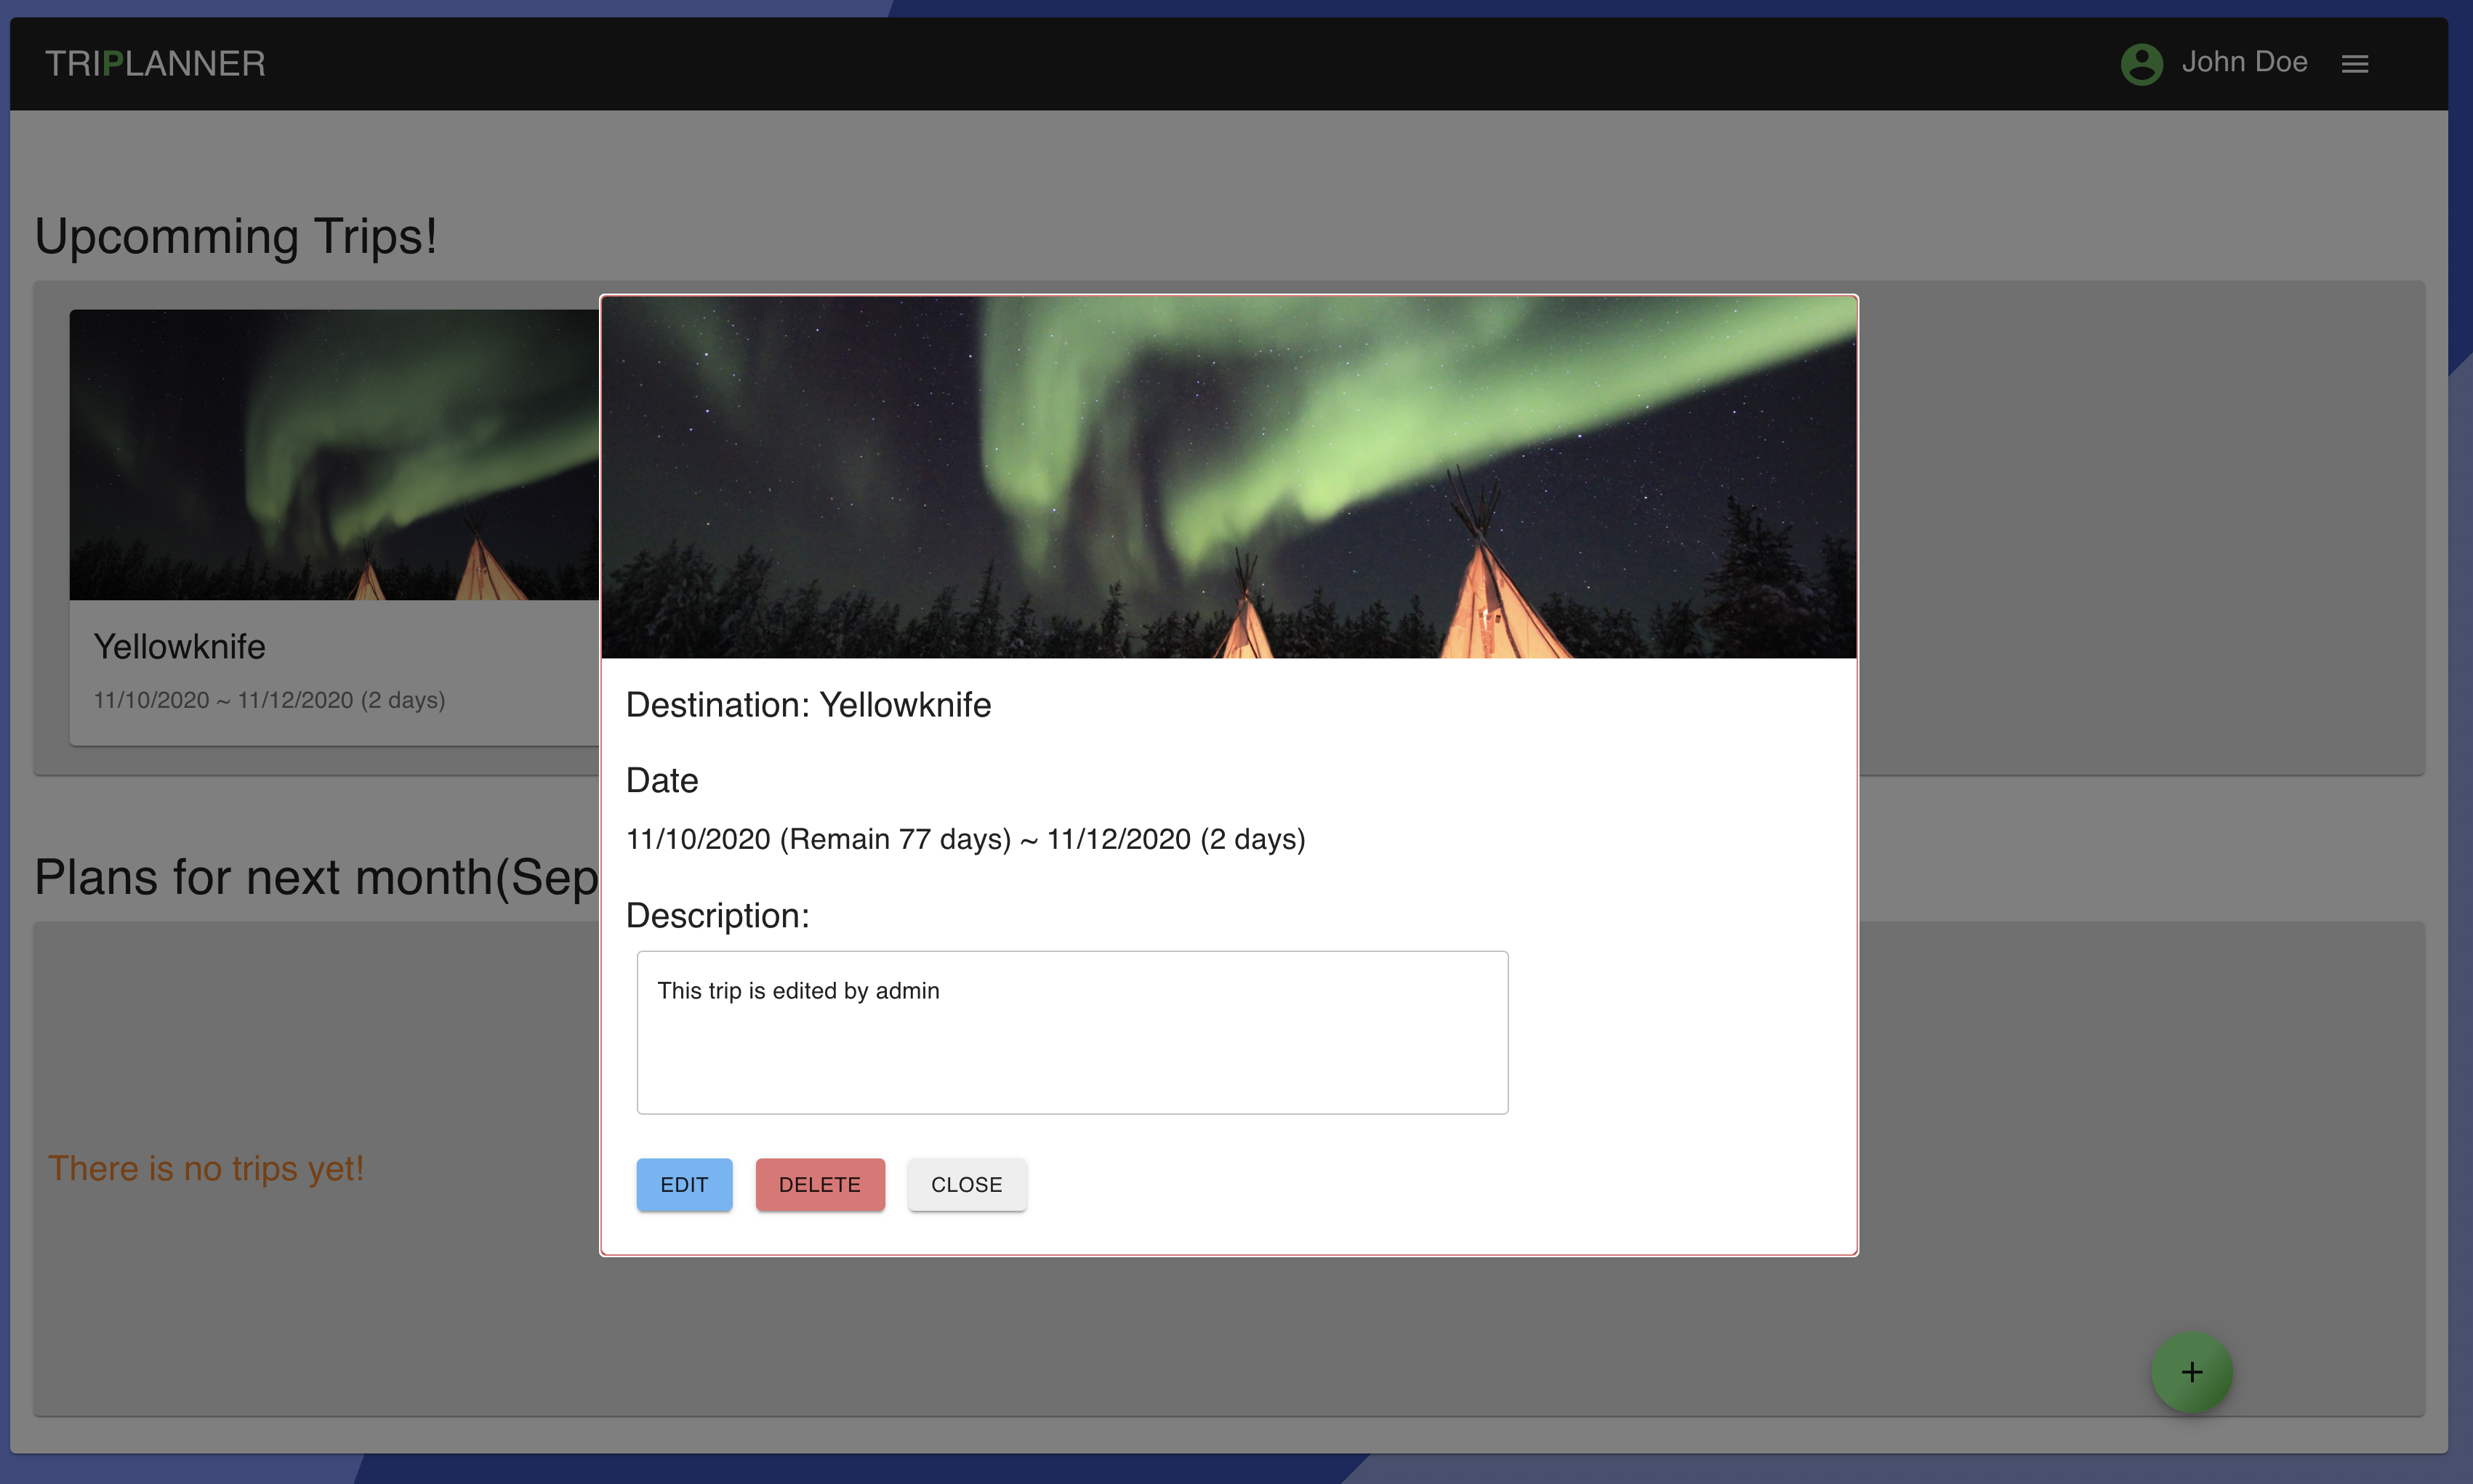 TRIPLANNER
John Doe
Upcomming Trips!
Yellowknife
11/10/2020 ~ 11/12/2020 (2 days)
Destination: Yellowknife
Date
11/10/2020 (Remain 77 days) ~ 11/12/2020 (2 days)
Description:
This trip is edited by admin
EDIT
DELETE
CLOSE
Plans for next month(Sep
There is no trips yet!
+